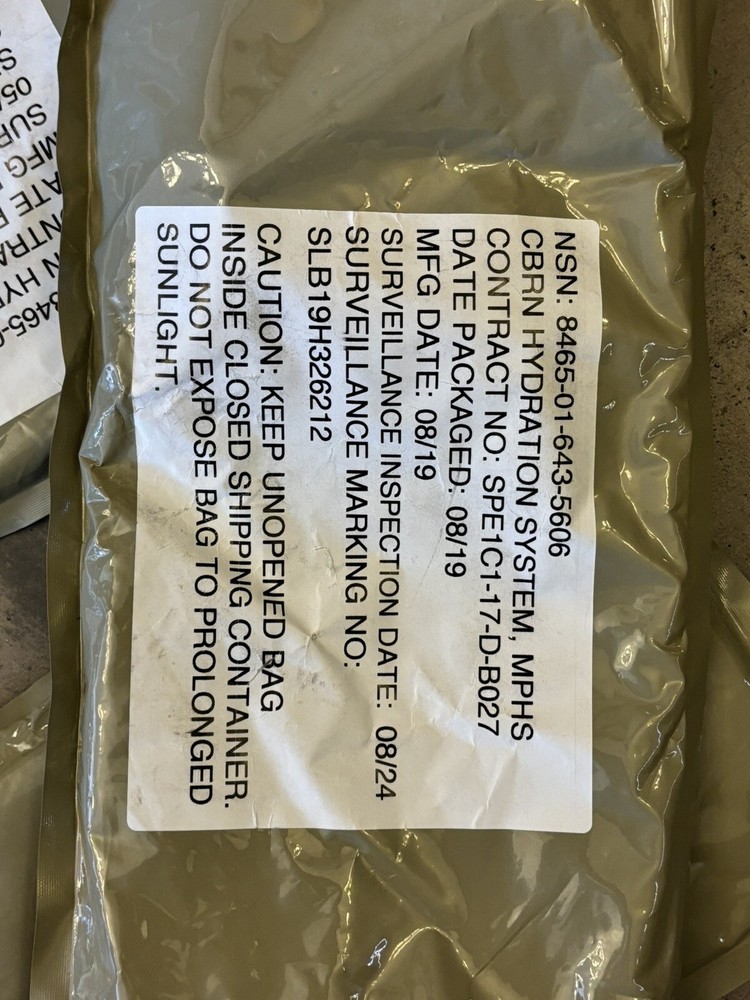 NSN: 8465-01-643-5606
CBRN HYDRATION SYSTEM, MPHS
CONTRACT NO: SPE1C1-17-D-B027
DATE PACKAGED: 08/19
MFG DATE: 08/19
SURVEILLANCE INSPECTION DATE: 08/24
SURVEILLANCE MARKING NO:
SLB19H326212
CAUTION: KEEP UNOPENED BAG
INSIDE CLOSED SHIPPING CONTAINER.
DO NOT EXPOSE BAG TO PROLONGED
SUNLIGHT.